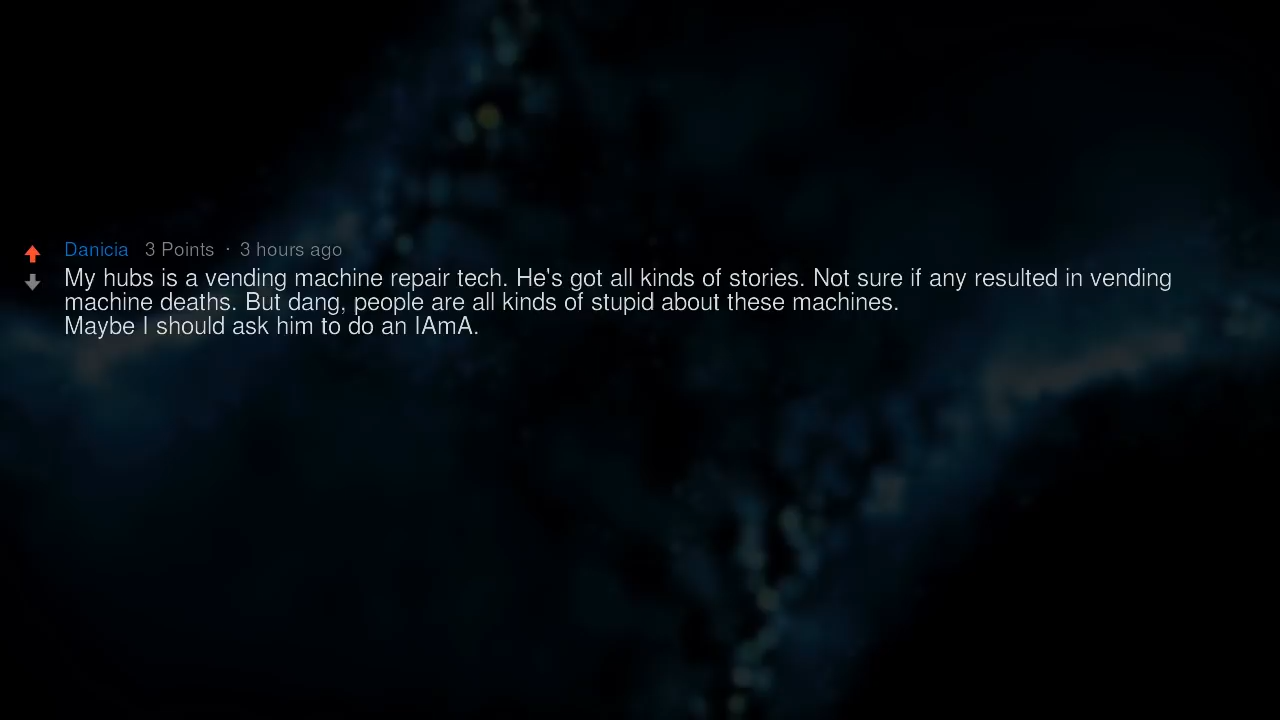 Danicia 3 Points · 3 hours ago
My hubs is a vending machine repair tech. He's got all kinds of stories. Not sure if any resulted in vending
machine deaths. But dang, people are all kinds of stupid about these machines.
Maybe I should ask him to do an IAmA.